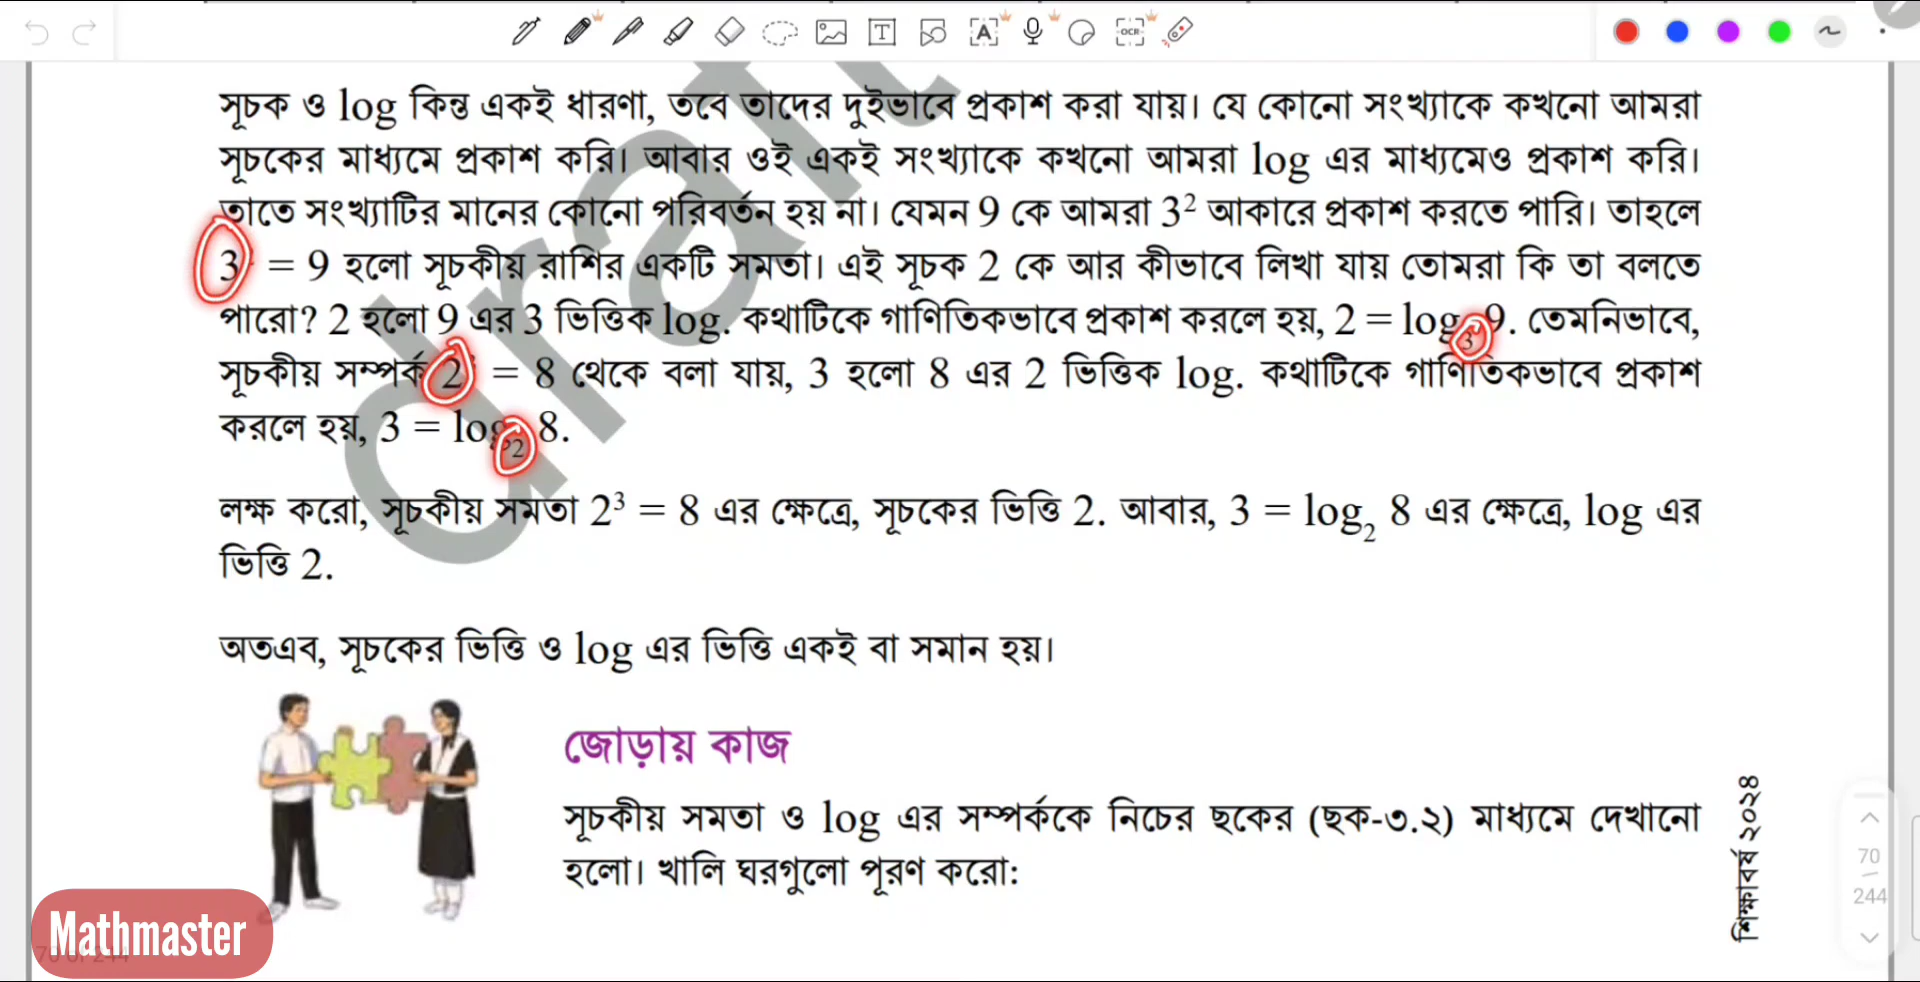 সূচক ও log কিন্তু একই ধারণা, তবে তাদের দুইভাবে প্রকাশ করা যায়। যে কোনো সংখ্যাকে কখনো আমরা
সূচকের মাধ্যমে প্রকাশ করি। আবার ওই একই সংখ্যাকে কখনো আমরা log এর মাধ্যমেও প্রকাশ করি।
তাতে সংখ্যাটির মানের কোনো পরিবর্তন হয় না। যেমন 9 কে আমরা 3² আকারে প্রকাশ করতে পারি। তাহলে
3 = 9 হলো সূচকীয় রাশির একটি সমতা। এই সূচক 2 কে আর কীভাবে লিখা যায় তোমরা কি তা বলতে
পারো? 2 হলো 9 এর 3 ভিত্তিক log. কথাটিকে গাণিতিকভাবে প্রকাশ করলে হয়, 2 = log₃ 9. তেমনিভাবে,
সূচকীয় সম্পর্ক 2 = 8 থেকে বলা যায়, 3 হলো 8 এর 2 ভিত্তিক log. কথাটিকে গাণিতিকভাবে প্রকাশ
করলে হয়, 3 = log₂ 8.
লক্ষ করো, সূচকীয় সমতা 2³ = 8 এর ক্ষেত্রে, সূচকের ভিত্তি 2. আবার, 3 = log₂ 8 এর ক্ষেত্রে, log এর
ভিত্তি 2.
অতএব, সূচকের ভিত্তি ও log এর ভিত্তি একই বা সমান হয়।
জোড়ায় কাজ
সূচকীয় সমতা ও log এর সম্পর্ককে নিচের ছকের (ছক-৩.২) মাধ্যমে দেখানো
হলো। খালি ঘরগুলো পূরণ করো:
শিক্ষাবর্ষ ২০২৪
70
244
Mathmaster
draft
A
T
OCR